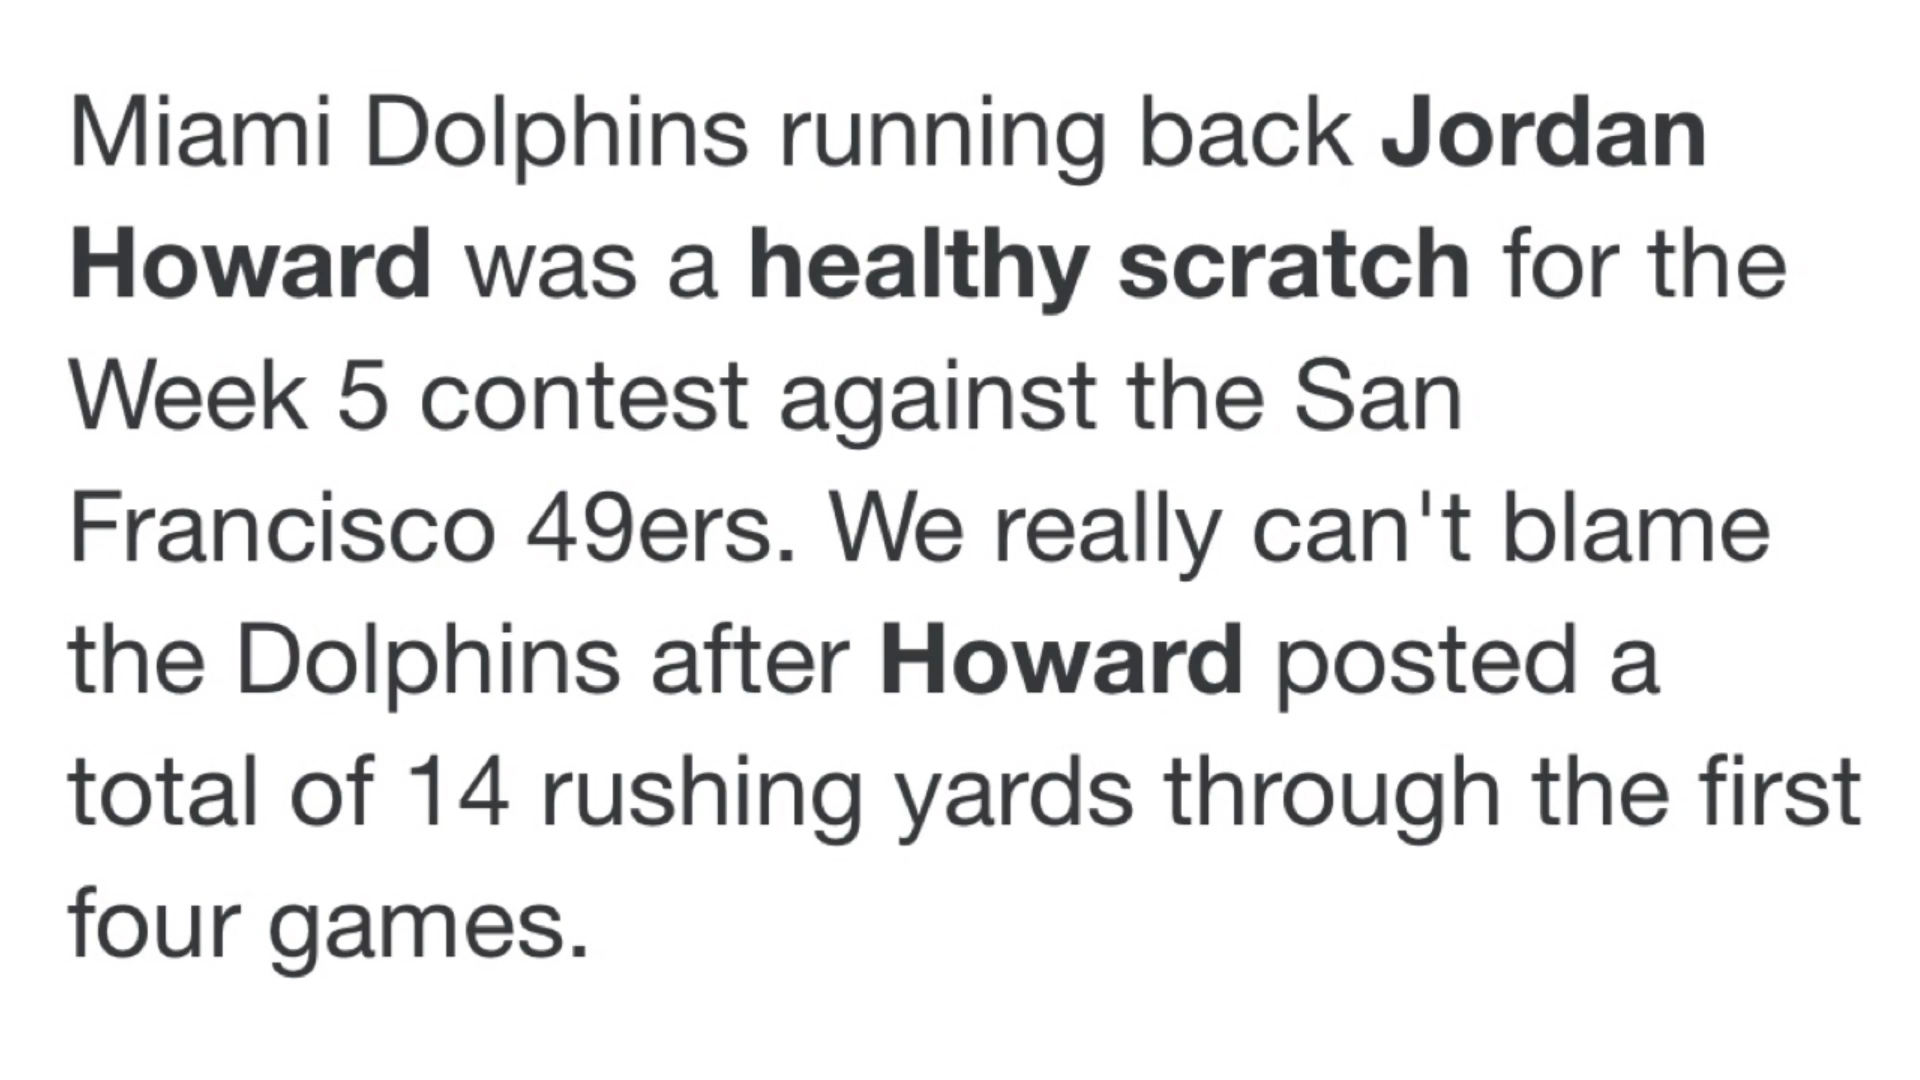 Miami Dolphins running back Jordan
Howard was a healthy scratch for the
Week 5 contest against the San
Francisco 49ers. We really can't blame
the Dolphins after Howard posted a
total of 14 rushing yards through the first
four games.